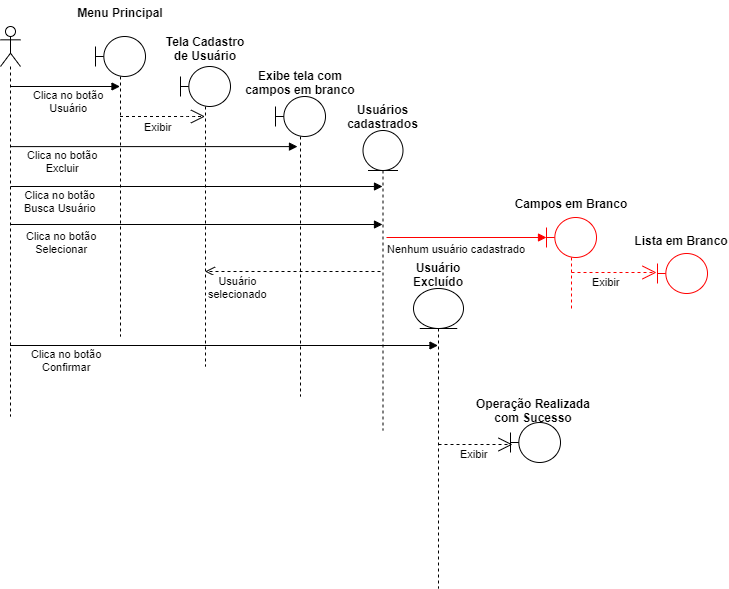 Menu Principal
Tela Cadastro
de Usuário
Exibe tela com
campos em branco
Usuários
cadastrados
Clica no botão
Usuário
Exibir
Clica no botão
Excluir
Clica no botão
Busca Usuário
Clica no botão
Selecionar
Campos em Branco
Nenhum usuário cadastrado
Lista em Branco
Exibir
Usuário
selecionado
Usuário
Excluído
Clica no botão
Confirmar
Operação Realizada
com Sucesso
Exibir